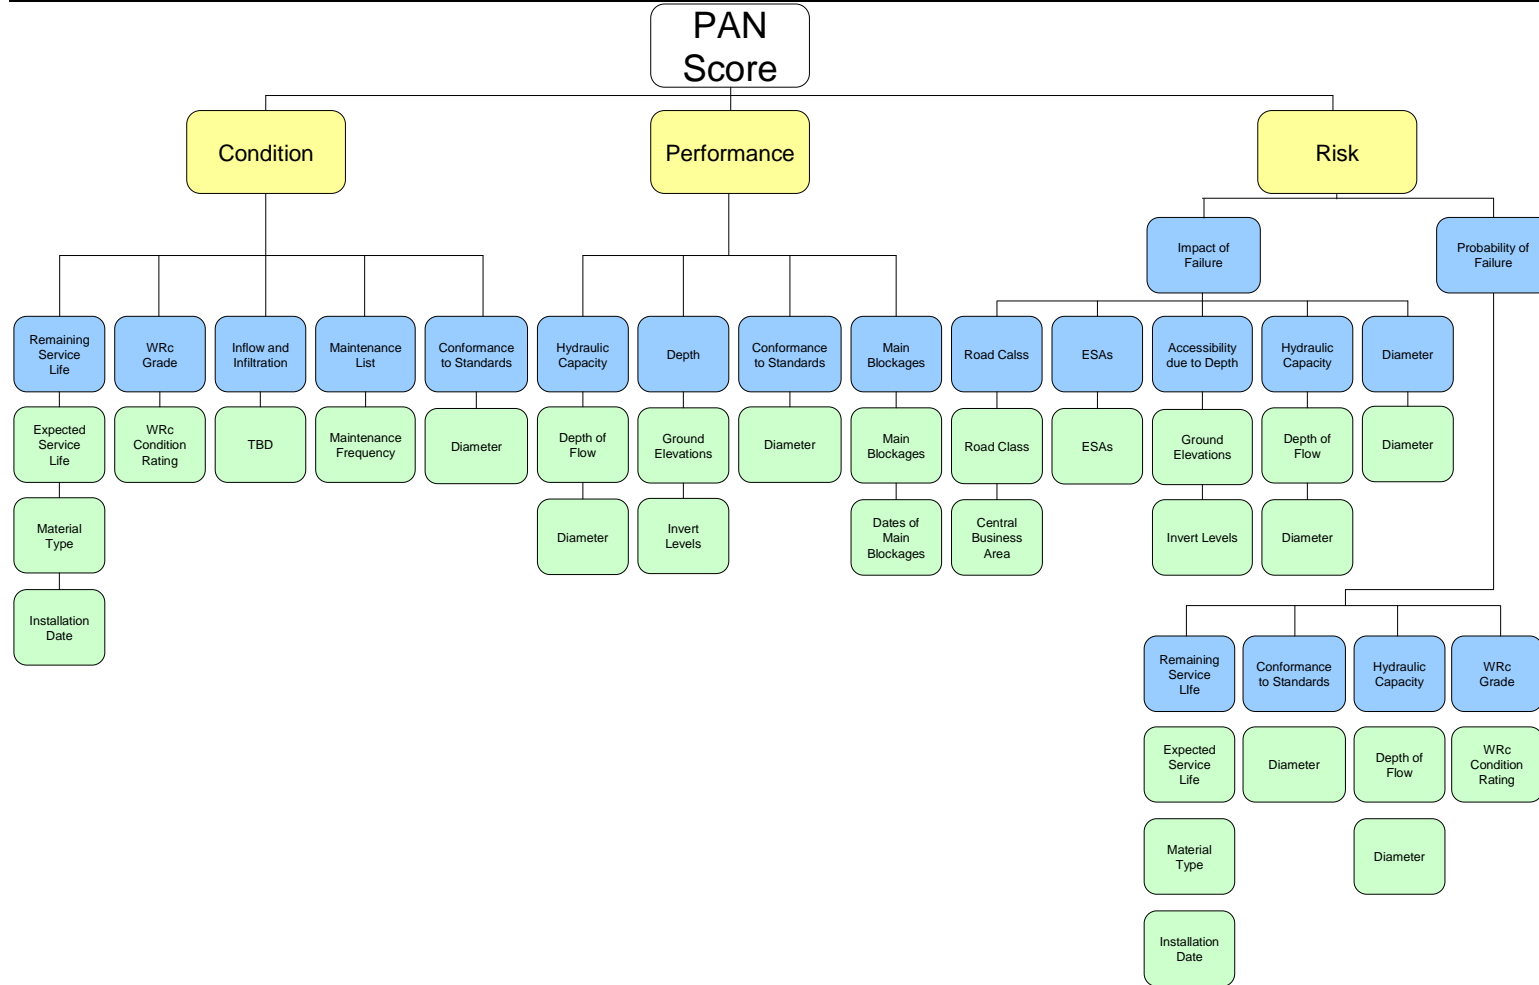 PAN
Score
Condition
Performance
Risk
Impact of
Failure
Probability of
Failure
Remaining
Service
Life
WRc
Grade
Inflow and
Infiltration
Maintenance
List
Conformance
to Standards
Hydraulic
Capacity
Depth
Conformance
to Standards
Main
Blockages
Road Calss
ESAs
Accessibility
due to Depth
Hydraulic
Capacity
Diameter
Expected
Service
Life
WRc
Condition
Rating
TBD
Maintenance
Frequency
Diameter
Depth of
Flow
Ground
Elevations
Diameter
Main
Blockages
Road Class
ESAs
Ground
Elevations
Depth of
Flow
Diameter
Material
Type
Diameter
Invert
Levels
Dates of
Main
Blockages
Central
Business
Area
Invert Levels
Diameter
Installation
Date
Remaining
Service
LIfe
Conformance
to Standards
Hydraulic
Capacity
WRc
Grade
Expected
Service
Life
Diameter
Depth of
Flow
WRc
Condition
Rating
Material
Type
Diameter
Installation
Date